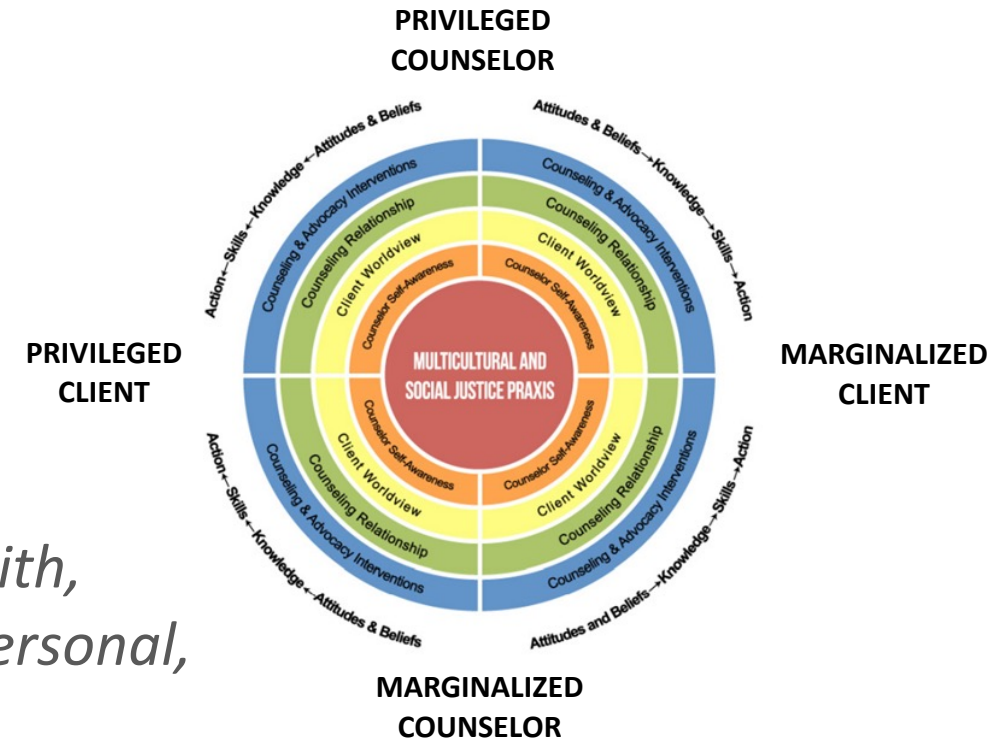 PRIVILEGED
COUNSELOR
Action←Skills←Knowledge←Attitudes & Beliefs
Attitudes & Beliefs→Knowledge→Skills→Action
Counseling & Advocacy Interventions
Counseling & Advocacy Interventions
Counseling Relationship
Counseling Relationship
Client Worldview
Client Worldview
Counselor Self-Awareness
Counselor Self-Awareness
PRIVILEGED
CLIENT
MULTICULTURAL AND
SOCIAL JUSTICE PRAXIS
MARGINALIZED
CLIENT
Counselor Self-Awareness
Counselor Self-Awareness
Client Worldview
Client Worldview
Counseling Relationship
Counseling Relationship
Counseling & Advocacy Interventions
Counseling & Advocacy Interventions
Action←Skills←Knowledge←Attitudes & Beliefs
Attitudes and Beliefs→Knowledge→Skills→Action
ith,
ersonal,
MARGINALIZED
COUNSELOR